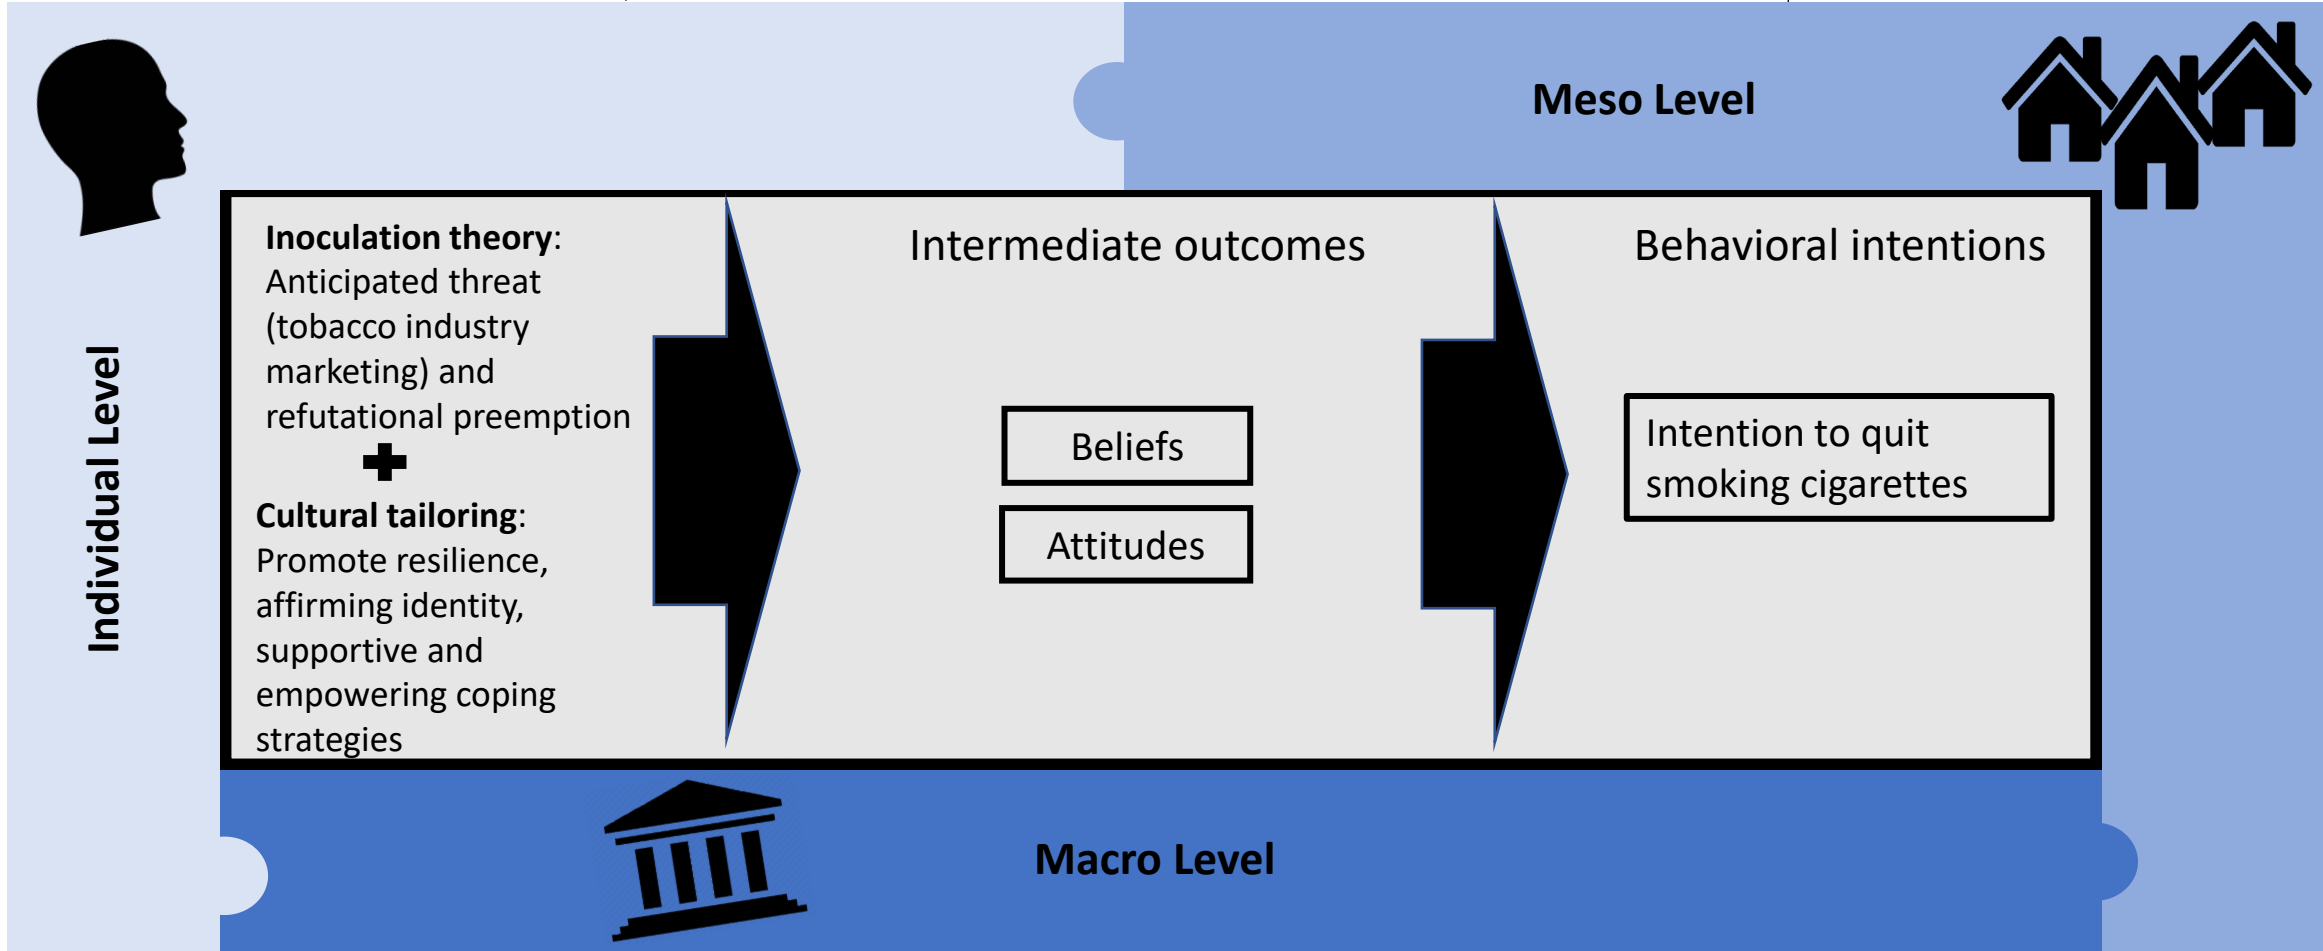 Meso Level
Individual Level
Inoculation theory:
Anticipated threat
(tobacco industry
marketing) and
refutational preemption
Cultural tailoring:
Promote resilience,
affirming identity,
supportive and
empowering coping
strategies
Intermediate outcomes
Beliefs
Attitudes
Behavioral intentions
Intention to quit
smoking cigarettes
Macro Level